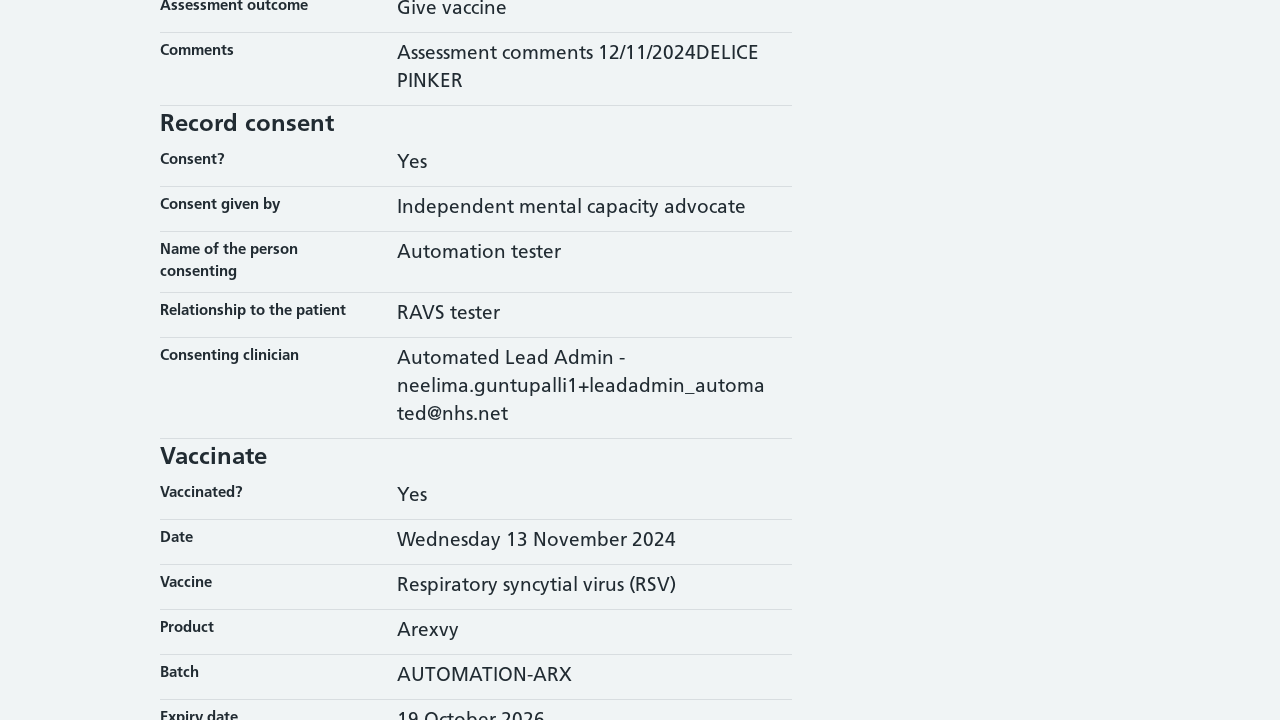 Assessment outcome
Give vaccine
Comments
Assessment comments 12/11/2024DELICE
PINKER
Record consent
Consent?
Yes
Consent given by
Independent mental capacity advocate
Name of the person
consenting
Automation tester
Relationship to the patient
RAVS tester
Consenting clinician
Automated Lead Admin -
neelima.guntupalli1+leadadmin_automa
ted@nhs.net
Vaccinate
Vaccinated?
Yes
Date
Wednesday 13 November 2024
Vaccine
Respiratory syncytial virus (RSV)
Product
Arexvy
Batch
AUTOMATION-ARX
Expiry date
19 October 2026